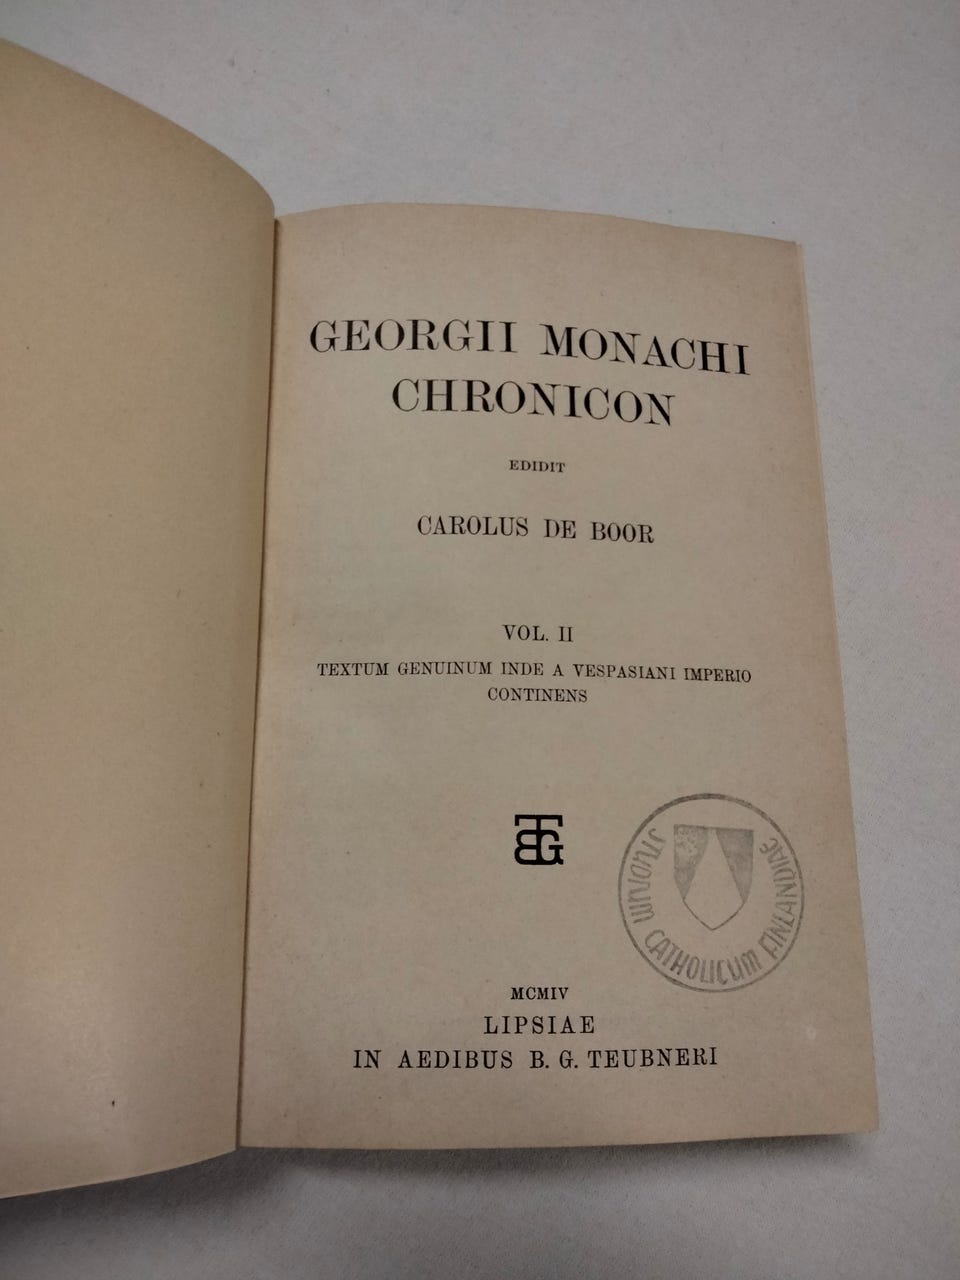 GEORGII MONACHI
CHRONICON
EDIDIT
CAROLUS DE BOOR
VOL. II
TEXTUM GENUINUM INDE A VESPASIANI IMPERIO
CONTINENS
BTG
STUDIUM CATHOLICUM FINLANDIAE
MCMIV
LIPSIAE
IN AEDIBUS B. G. TEUBNERI